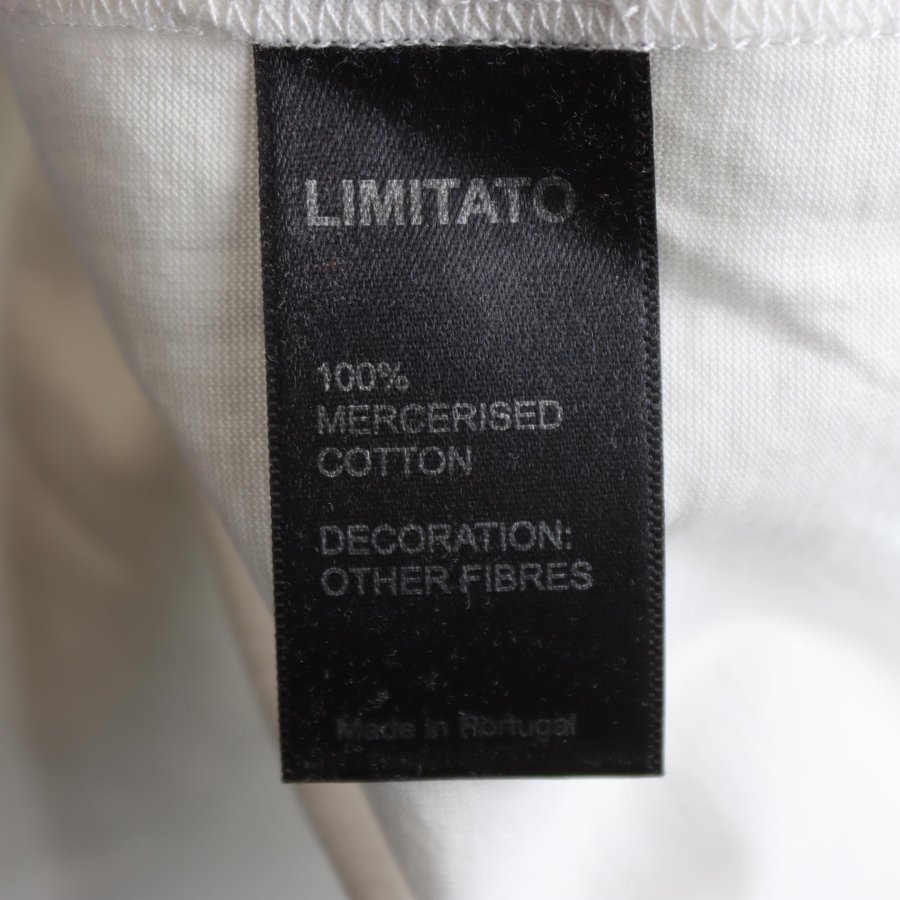 LIMITATO
100%
MERCERISED
COTTON
DECORATION:
OTHER FIBRES
Made in Portugal